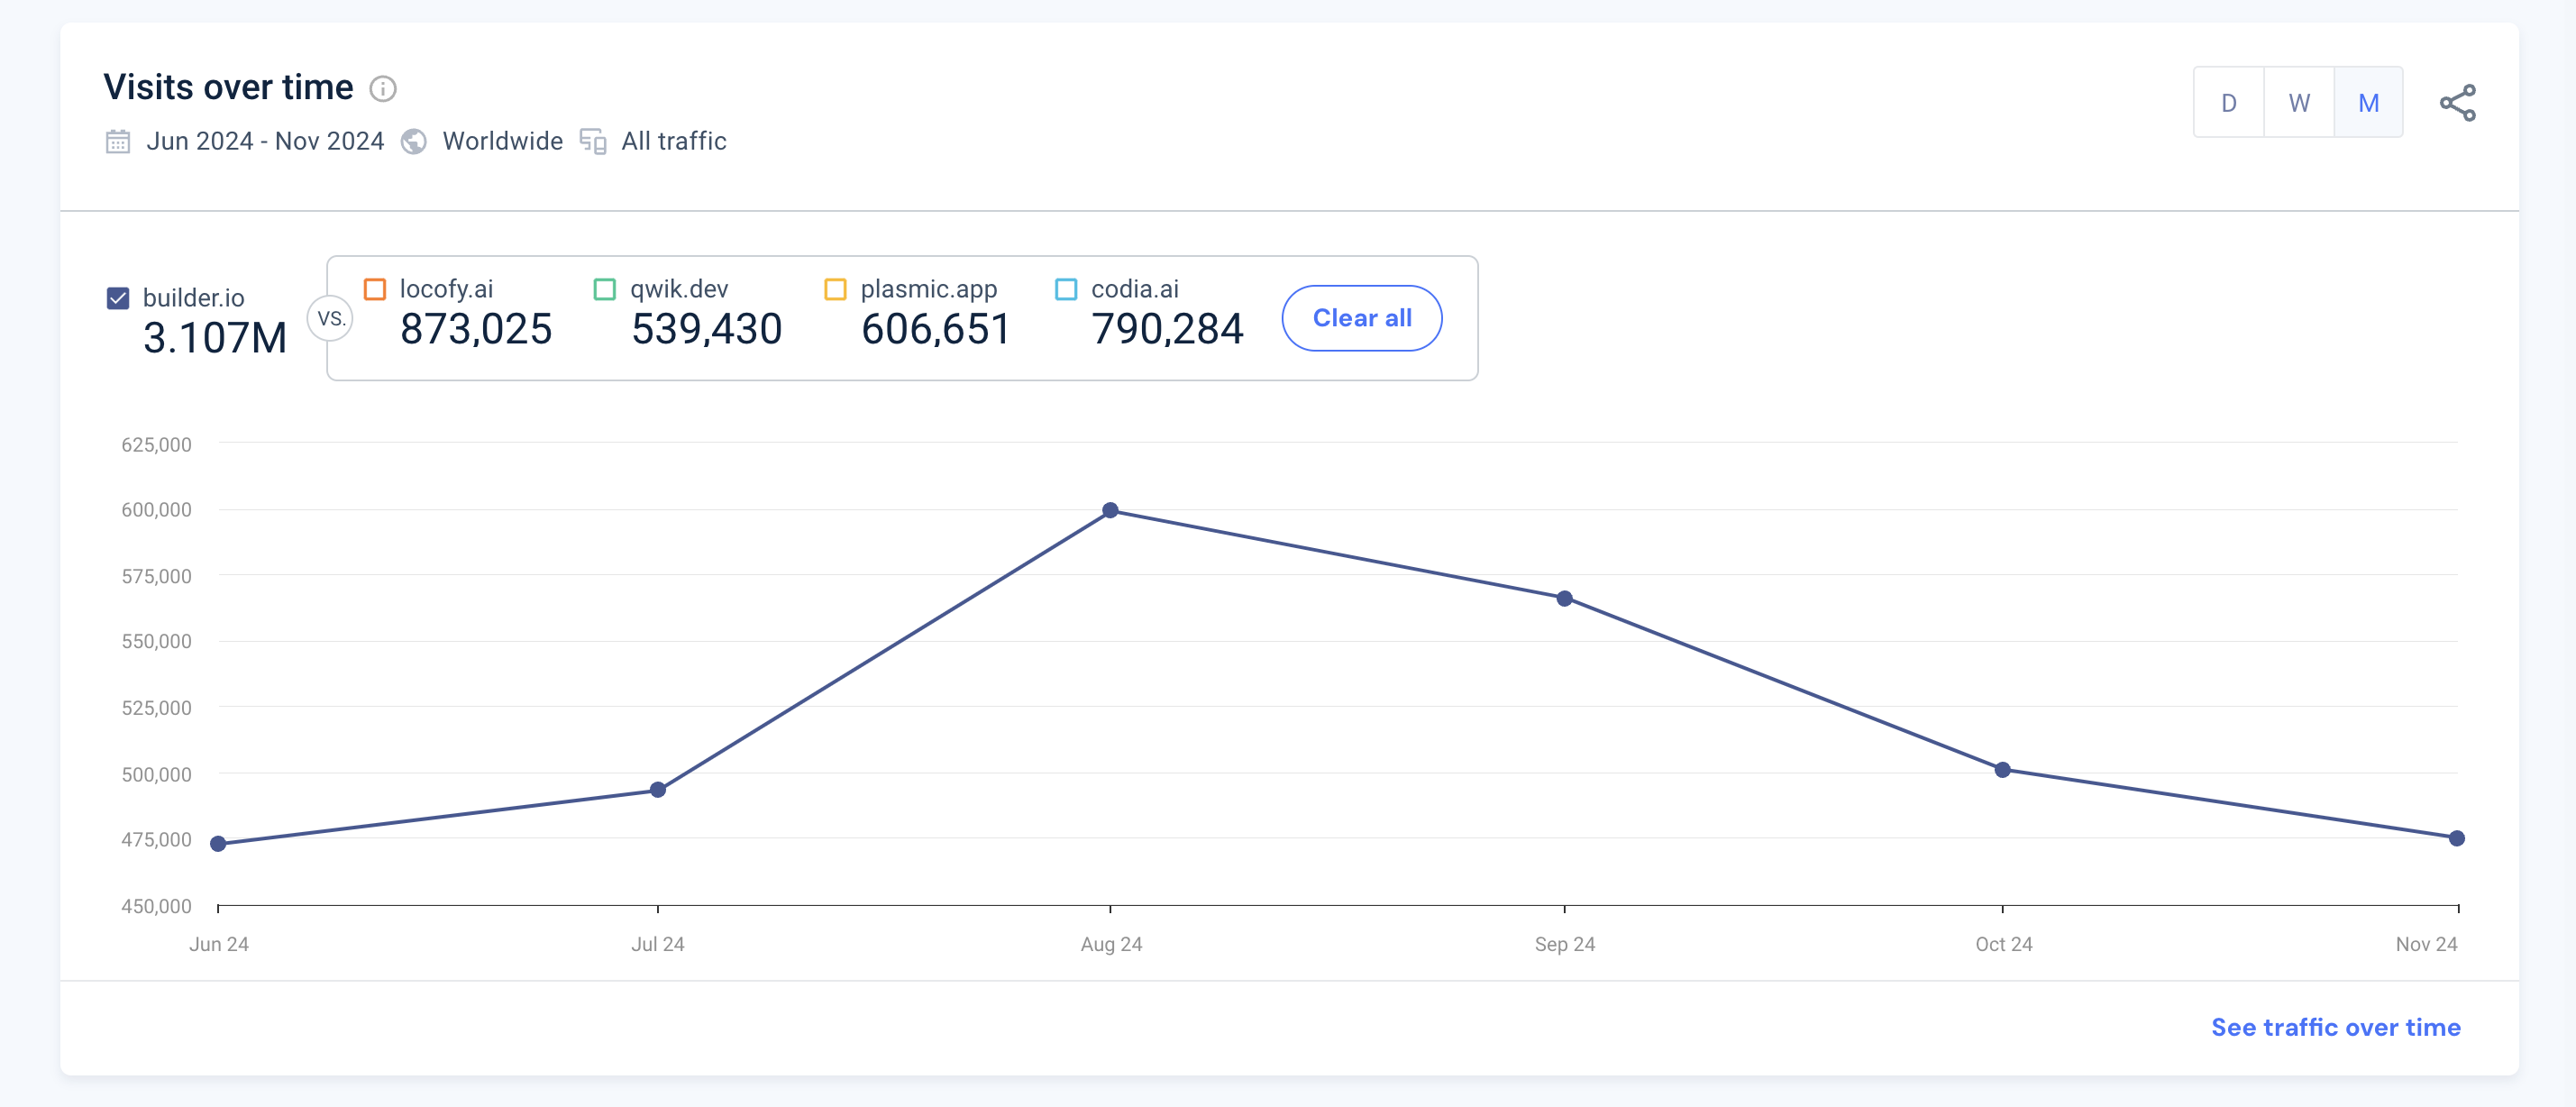 Visits over time
Jun 2024 - Nov 2024 Worldwide All traffic
D W M
builder.io
3.107M
VS.
locofy.ai
873,025
qwik.dev
539,430
plasmic.app
606,651
codia.ai
790,284
Clear all
625,000
600,000
575,000
550,000
525,000
500,000
475,000
450,000
Jun 24 Jul 24 Aug 24 Sep 24 Oct 24 Nov 24
See traffic over time